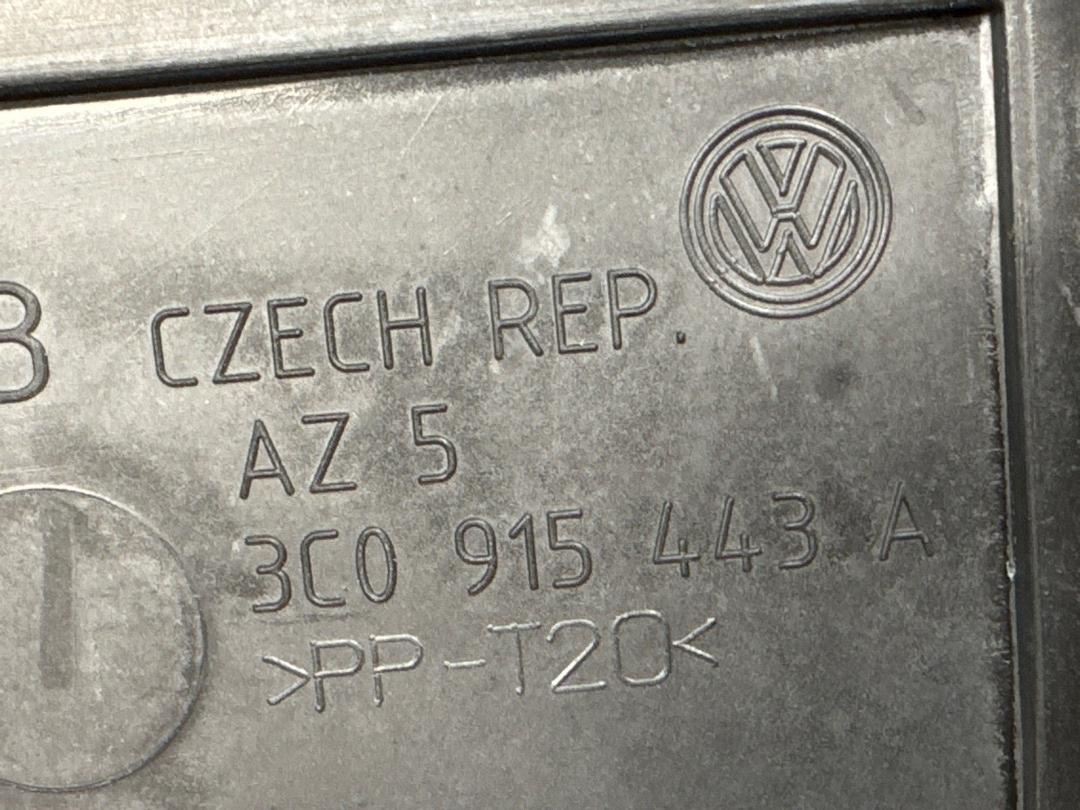 B CZECH REP.
AZ 5
3C0 915 443 A
>PP-T20<